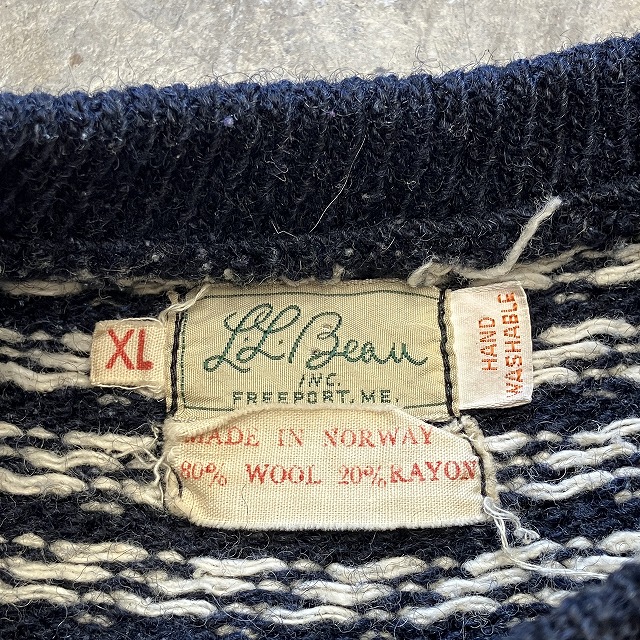 XL
L.L. Bean
INC.
FREEPORT, ME.
HAND
WASHABLE
MADE IN NORWAY
80% WOOL 20% RAYON